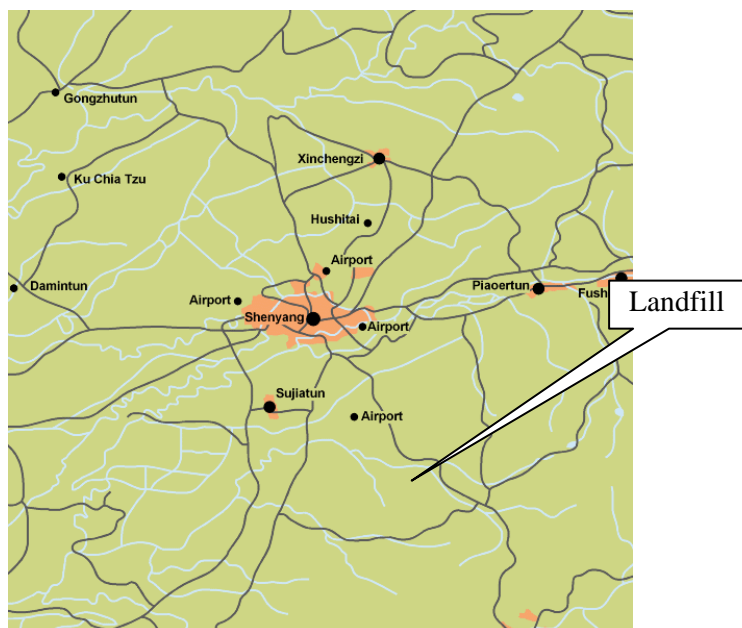 Gongzhutun
Xinchengzi
Ku Chia Tzu
Hushitai
Airport
Damintun
Airport
Piaoertun
Fush
Landfill
Shenyang
Airport
Sujiatun
Airport